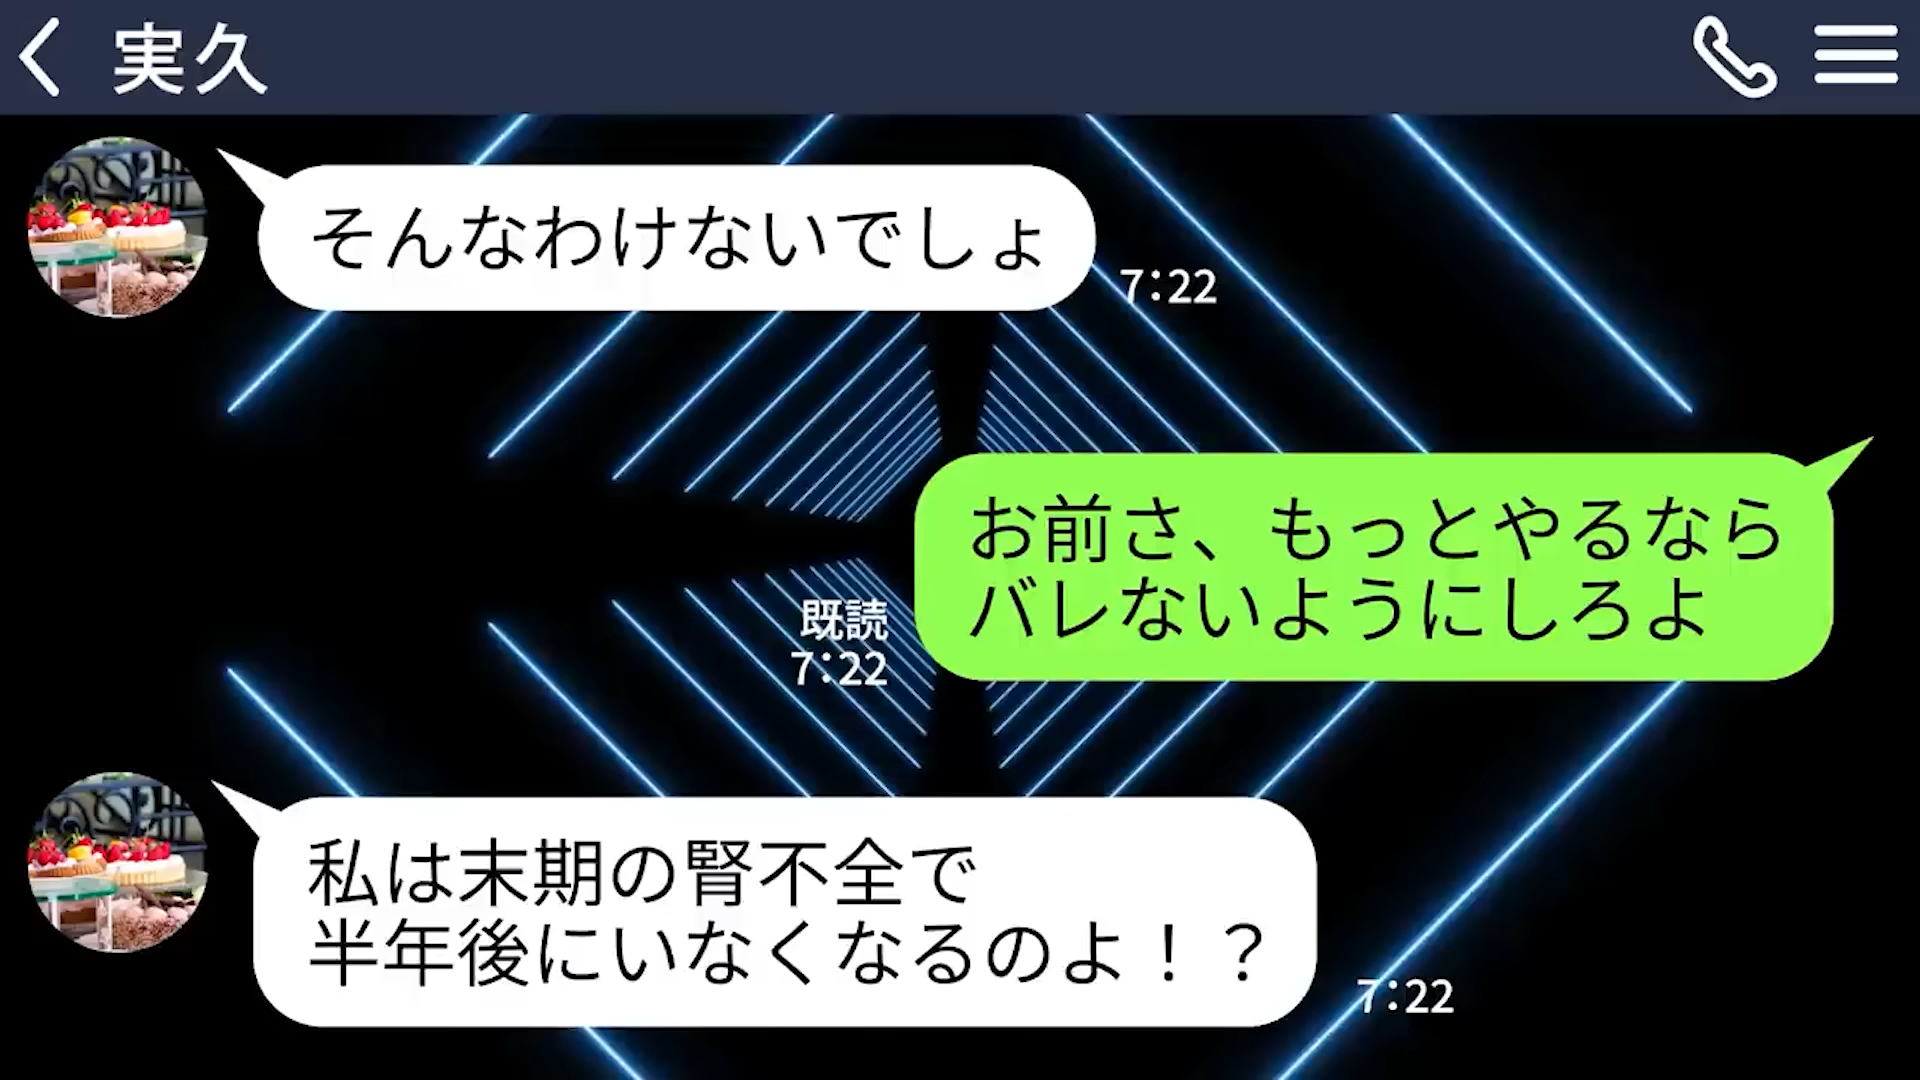 実久
そんなわけないでしょ
7:22
お前さ、もっとやるなら
バレないようにしろよ
既読
7:22
私は末期の腎不全で
半年後にいなくなるのよ！？
7:22